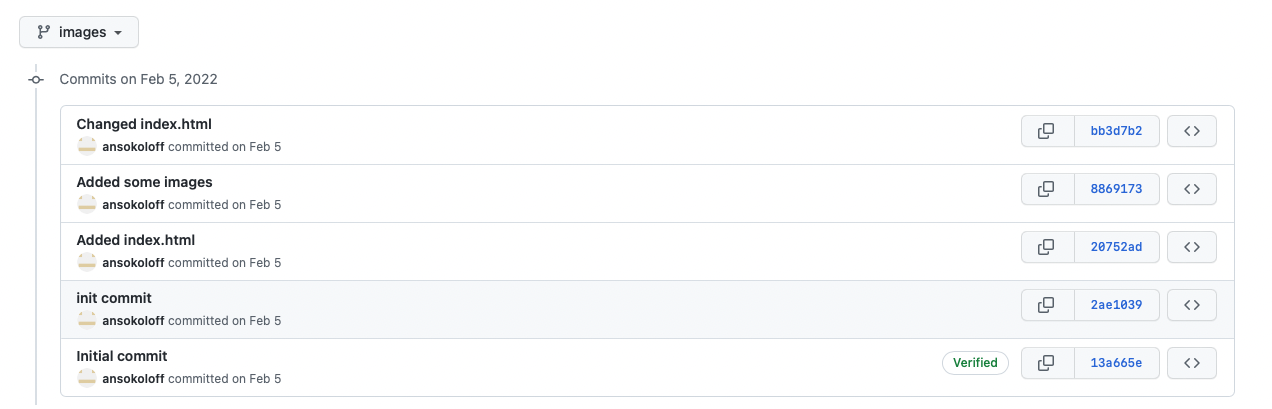 images
Commits on Feb 5, 2022
Changed index.html
ansokoloff committed on Feb 5
bb3d7b2
Added some images
ansokoloff committed on Feb 5
8869173
Added index.html
ansokoloff committed on Feb 5
20752ad
init commit
ansokoloff committed on Feb 5
2ae1039
Initial commit
ansokoloff committed on Feb 5
Verified
13a665e